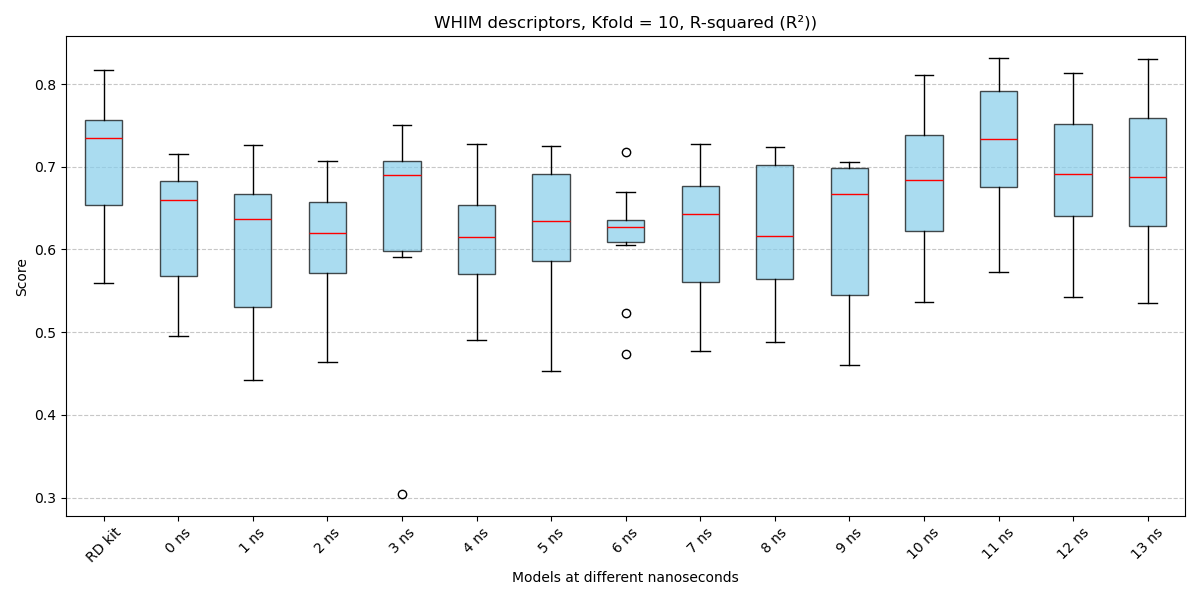 WHIM descriptors, Kfold = 10, R-squared (R²))
Score
0.8
0.7
0.6
0.5
0.4
0.3
RD kit
0 ns
1 ns
2 ns
3 ns
4 ns
5 ns
6 ns
7 ns
8 ns
9 ns
10 ns
11 ns
12 ns
13 ns
Models at different nanoseconds